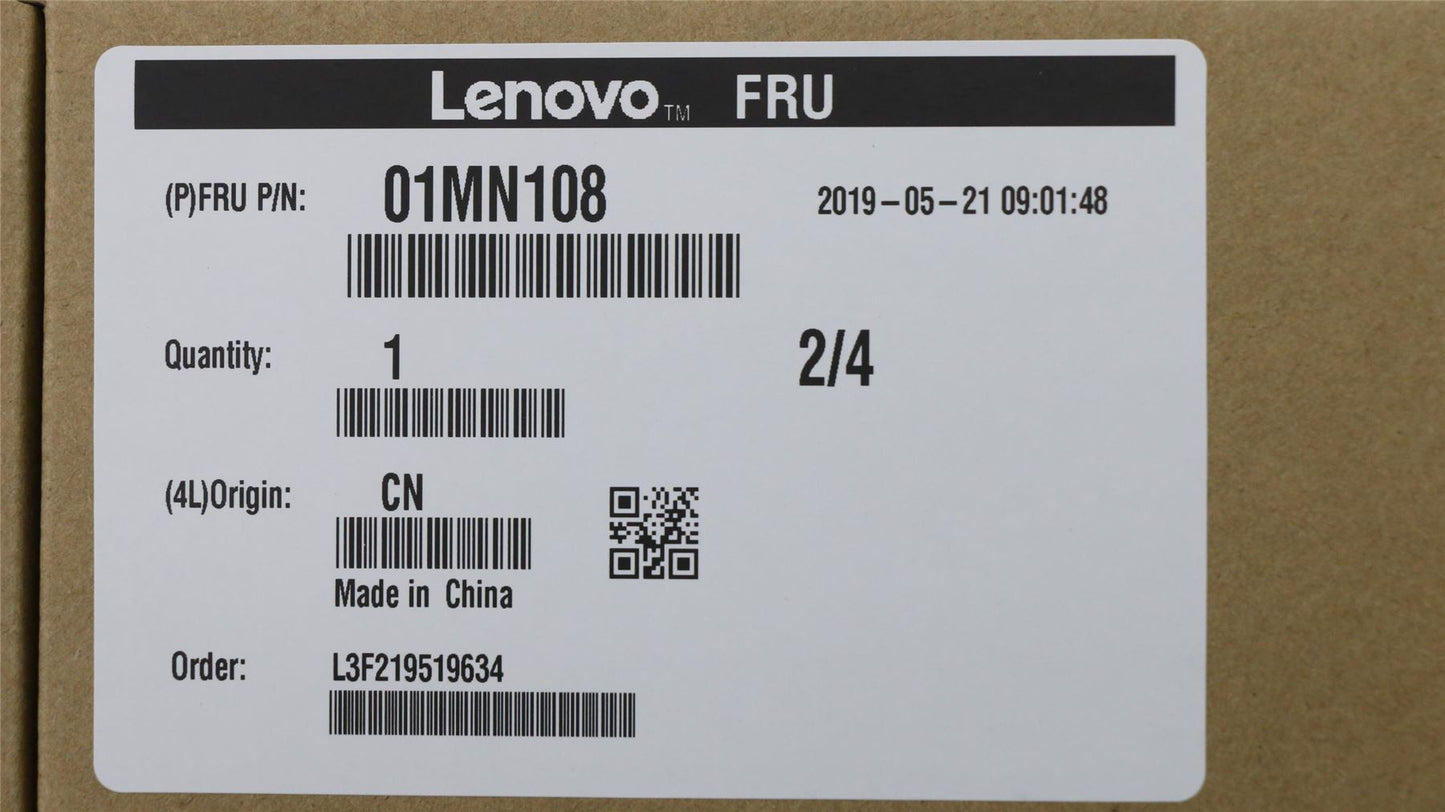 Lenovo™ FRU
(P)FRU P/N: 01MN108 2019-05-21 09:01:48
Quantity: 1 2/4
(4L)Origin: CN
Made in China
Order: L3F219519634